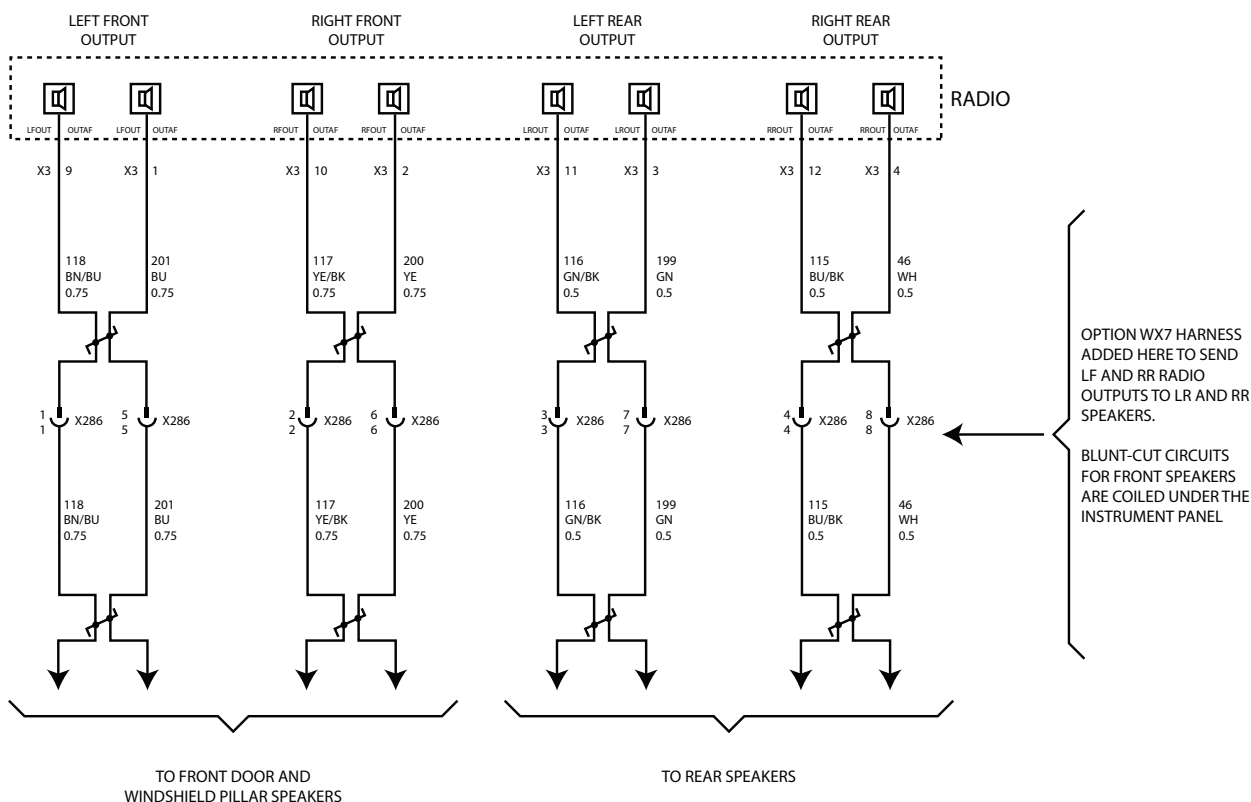 LEFT FRONT
OUTPUT
RIGHT FRONT
OUTPUT
LEFT REAR
OUTPUT
RIGHT REAR
OUTPUT
RADIO
LFOUT OUTAF LFOUT OUTAF RFOUT OUTAF RFOUT OUTAF LROUT OUTAF LROUT OUTAF RROUT OUTAF RROUT OUTAF
X3 9 X3 1 X3 10 X3 2 X3 11 X3 3 X3 12 X3 4
118
BN/BU
0.75
201
BU
0.75
117
YE/BK
0.75
200
YE
0.75
116
GN/BK
0.5
199
GN
0.5
115
BU/BK
0.5
46
WH
0.5
1
1
X286
5
5
X286
2
2
X286
6
6
X286
3
3
X286
7
7
X286
4
4
X286
8
8
X286
118
BN/BU
0.75
201
BU
0.75
117
YE/BK
0.75
200
YE
0.75
116
GN/BK
0.5
199
GN
0.5
115
BU/BK
0.5
46
WH
0.5
OPTION WX7 HARNESS
ADDED HERE TO SEND
LF AND RR RADIO
OUTPUTS TO LR AND RR
SPEAKERS.
BLUNT-CUT CIRCUITS
FOR FRONT SPEAKERS
ARE COILED UNDER THE
INSTRUMENT PANEL
TO FRONT DOOR AND
WINDSHIELD PILLAR SPEAKERS
TO REAR SPEAKERS